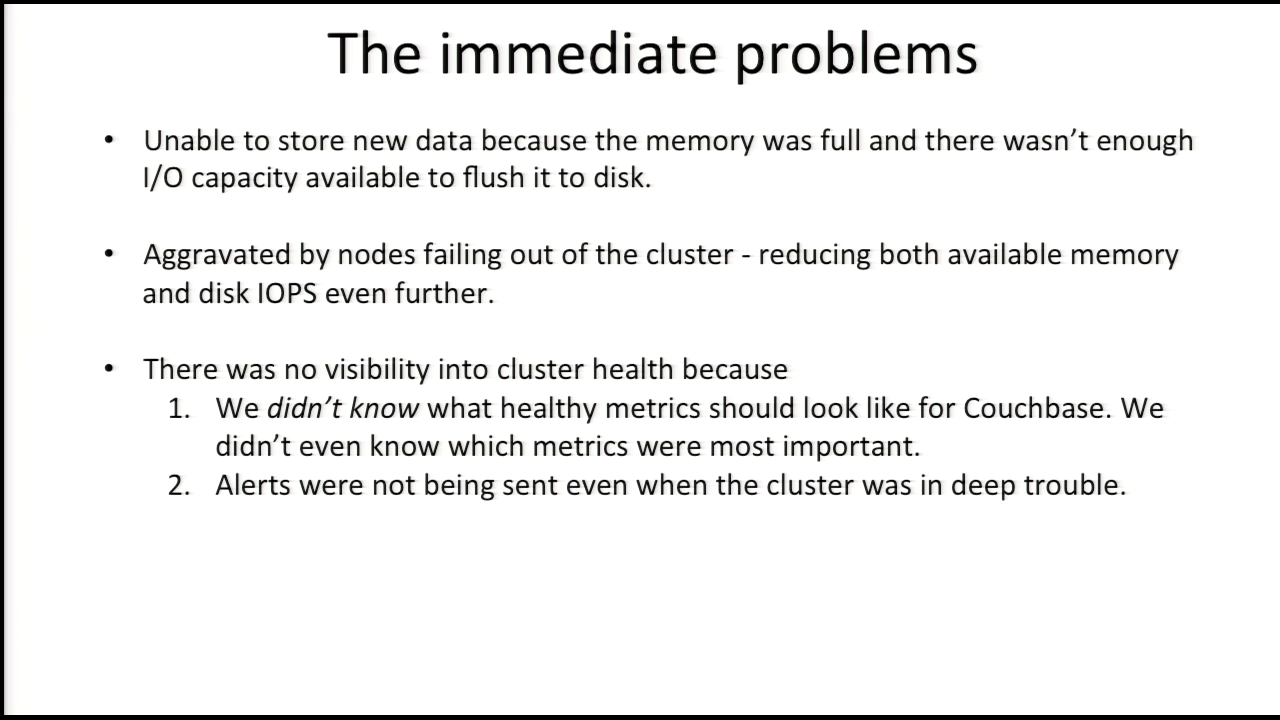 The immediate problems
• Unable to store new data because the memory was full and there wasn’t enough
I/O capacity available to flush it to disk.
• Aggravated by nodes failing out of the cluster - reducing both available memory
and disk IOPS even further.
• There was no visibility into cluster health because
1. We didn’t know what healthy metrics should look like for Couchbase. We
didn’t even know which metrics were most important.
2. Alerts were not being sent even when the cluster was in deep trouble.